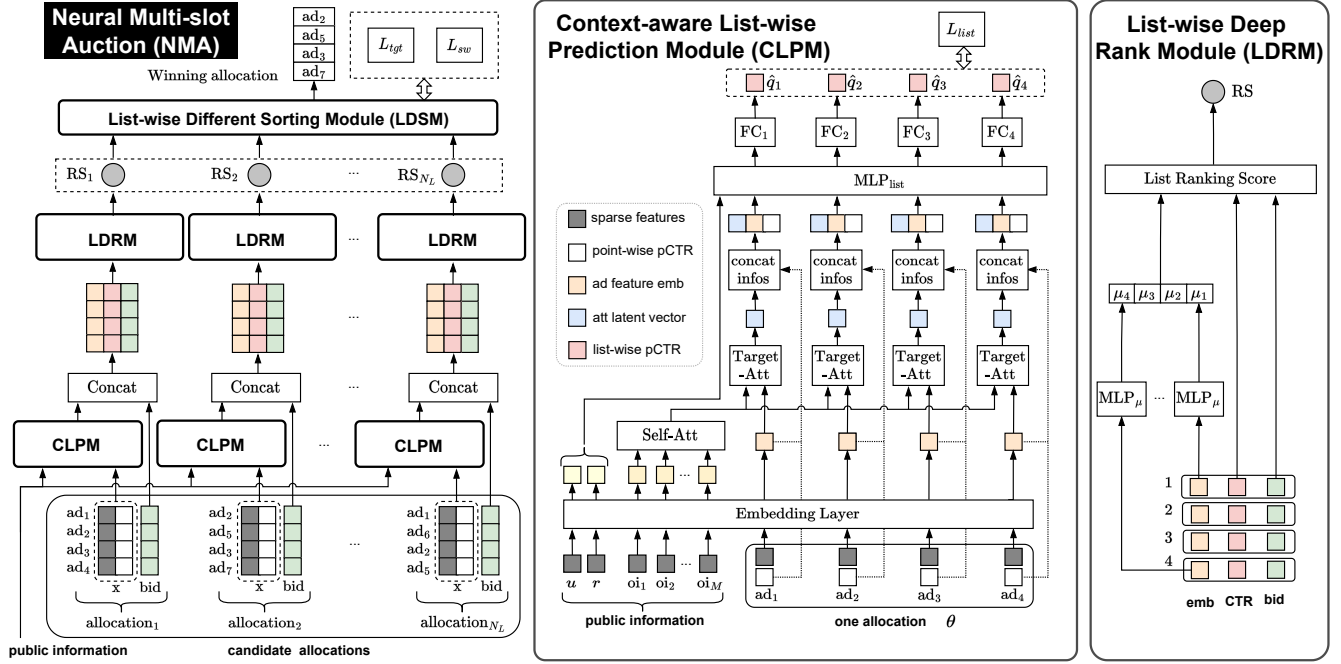 Neural Multi-slot
Auction (NMA)
ad2
ad5
ad3
ad7
Winning allocation
L_tgt
L_sw
List-wise Different Sorting Module (LDSM)
RS1
RS2
...
RS_{N_L}
LDRM
LDRM
...
LDRM
...
Concat
Concat
...
Concat
CLPM
CLPM
...
CLPM
ad1
ad2
ad3
ad4
ad2
ad5
ad3
ad7
...
ad1
ad6
ad2
ad5
x
bid
x
bid
x
bid
allocation1
allocation2
allocation_{N_L}
public information
candidate allocations
Context-aware List-wise
Prediction Module (CLPM)
L_list
q̂1
q̂2
q̂3
q̂4
FC1
FC2
FC3
FC4
MLP_list
sparse features
point-wise pCTR
ad feature emb
att latent vector
list-wise pCTR
concat
infos
concat
infos
concat
infos
concat
infos
Target
-Att
Target
-Att
Target
-Att
Target
-Att
Self-Att
...
Embedding Layer
...
u
r
oi1
oi2
oi_M
ad1
ad2
ad3
ad4
public information
one allocation θ
List-wise Deep
Rank Module (LDRM)
RS
List Ranking Score
μ4
μ3
μ2
μ1
MLP_μ
...
MLP_μ
1
2
3
4
emb
CTR
bid